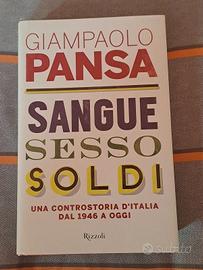 GIAMPAOLO
PANSA
SANGUE
SESSO
SOLDI
UNA CONTROSTORIA D'ITALIA
DAL 1946 A OGGI
Rizzoli
subito